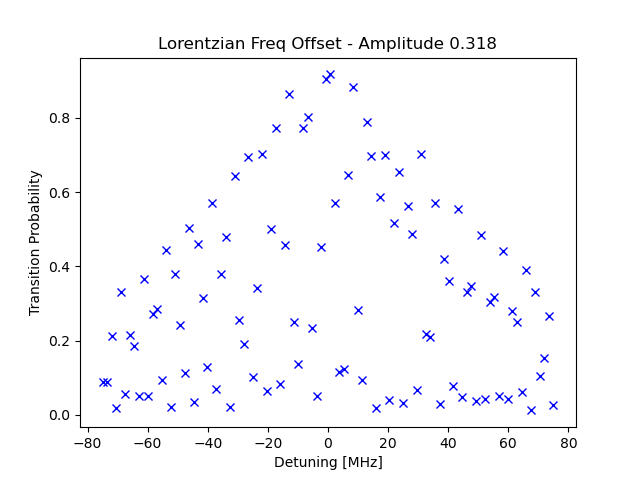 Lorentzian Freq Offset - Amplitude 0.318
Transition Probability
0.8
0.6
0.4
0.2
0.0
−80 −60 −40 −20 0 20 40 60 80
Detuning [MHz]